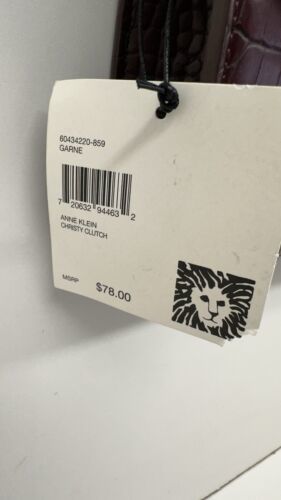 60434220-859
GARNE
7 20632 94463 2
ANNE KLEIN
CHRISTY CLUTCH
MSRP $78.00